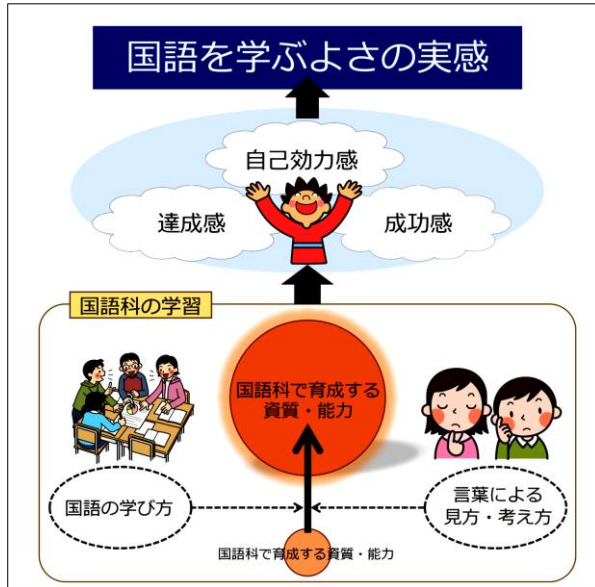 国語を学ぶよさの実感
自己効力感
達成感
成功感
国語科の学習
国語科で育成する
資質・能力
国語の学び方
言葉による
見方・考え方
国語科で育成する資質・能力